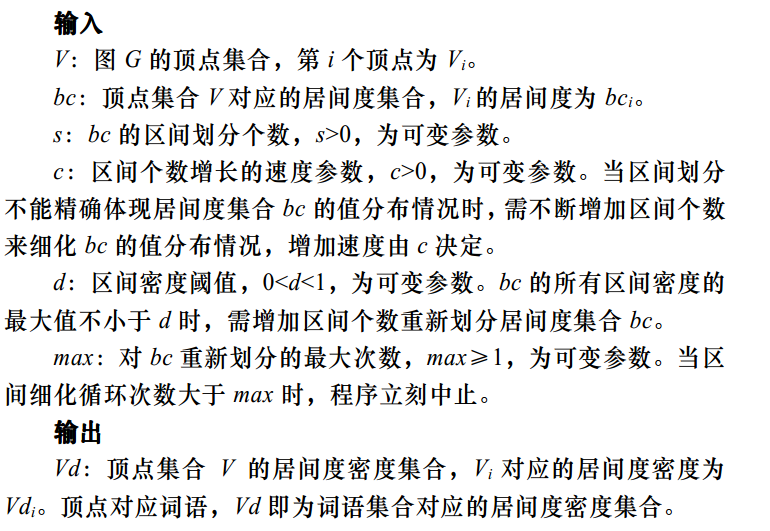 输入
V：图 G 的顶点集合，第 i 个顶点为 Vi。
bc：顶点集合 V 对应的居间度集合，Vi 的居间度为 bci。
s：bc 的区间划分个数，s>0，为可变参数。
c：区间个数增长的速度参数，c>0，为可变参数。当区间划分
不能精确体现居间度集合 bc 的值分布情况时，需不断增加区间个数
来细化 bc 的值分布情况，增加速度由 c 决定。
d：区间密度阈值，0<d<1，为可变参数。bc 的所有区间密度的
最大值不小于 d 时，需增加区间个数重新划分居间度集合 bc。
max：对 bc 重新划分的最大次数，max≥1，为可变参数。当区
间细化循环次数大于 max 时，程序立刻中止。
输出
Vd：顶点集合 V 的居间度密度集合，Vi 对应的居间度密度为
Vdi。顶点对应词语，Vd 即为词语集合对应的居间度密度集合。